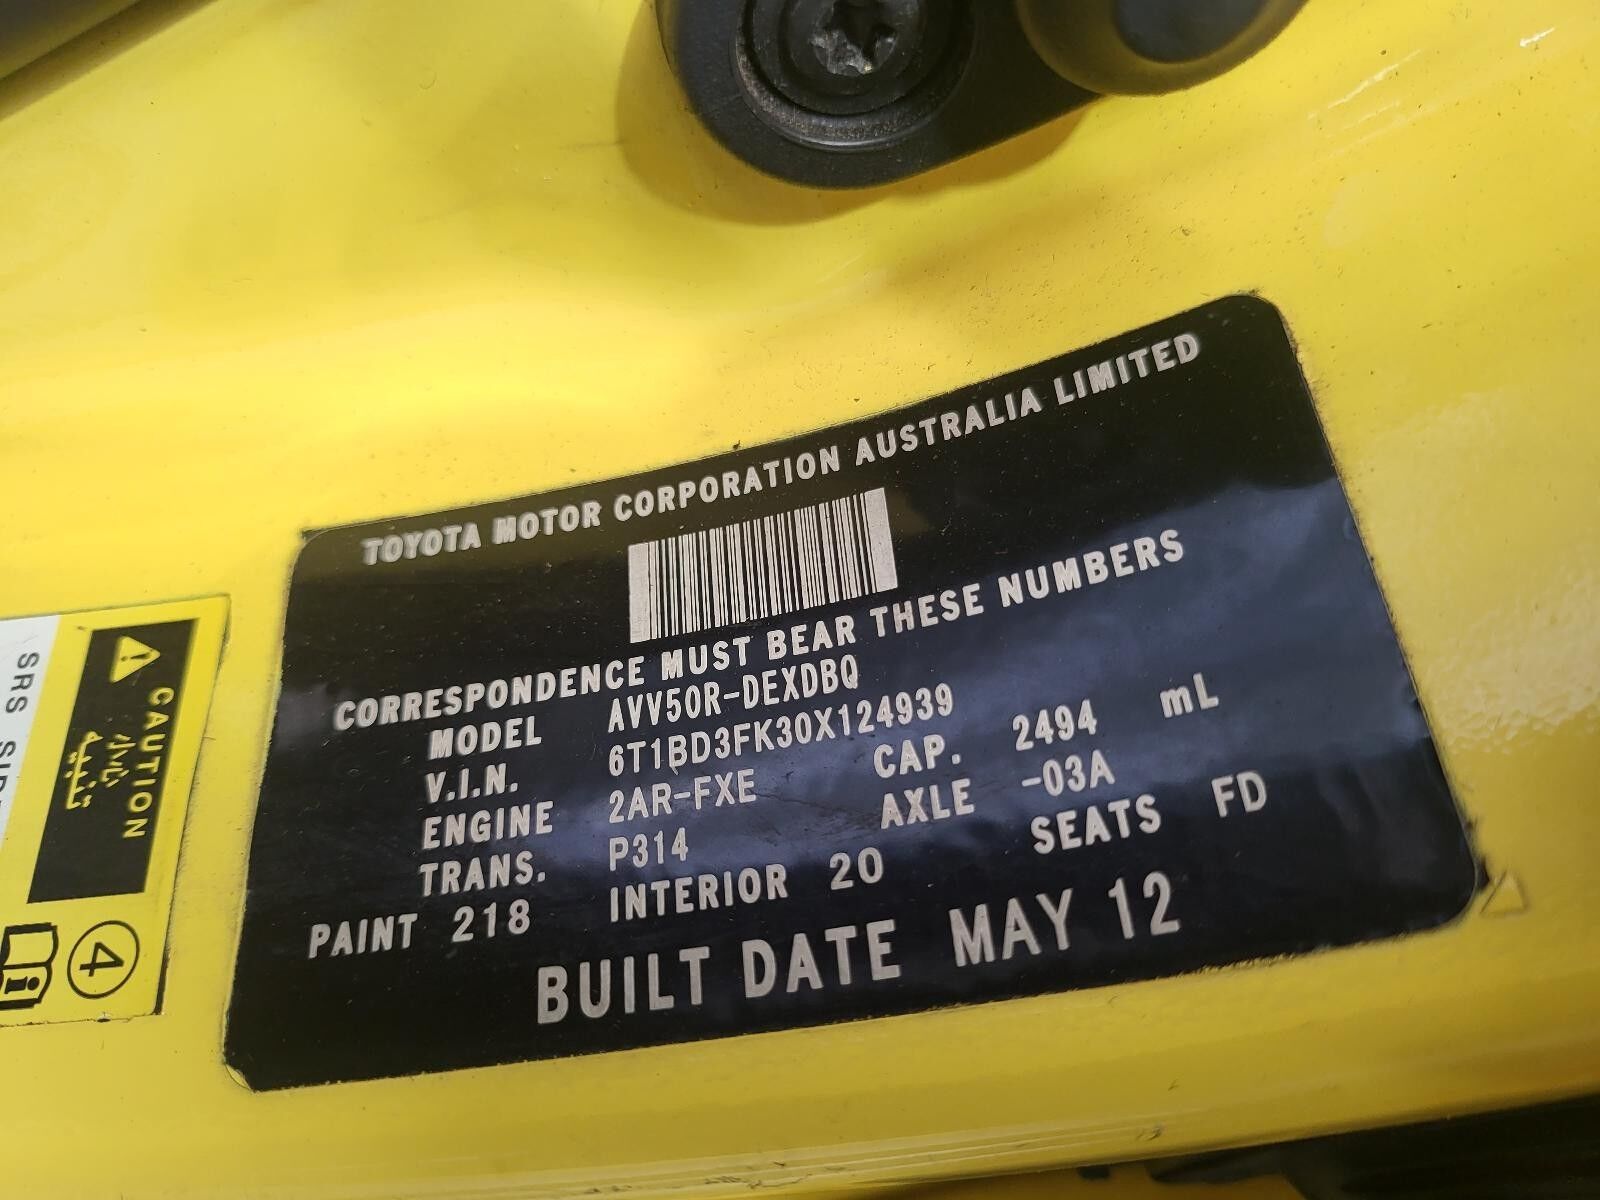 TOYOTA MOTOR CORPORATION AUSTRALIA LIMITED
CORRESPONDENCE MUST BEAR THESE NUMBERS
MODEL AVV50R-DEXDBQ
V.I.N. 6T1BD3FK30X124939
ENGINE 2AR-FXE CAP. 2494 mL
TRANS. P314 AXLE -03A
PAINT 218 INTERIOR 20 SEATS FD
BUILT DATE MAY 12
CAUTION
تنبيه
SRS
4